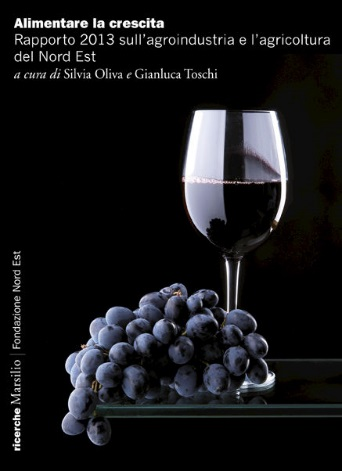 Alimentare la crescita
Rapporto 2013 sull'agroindustria e l'agricoltura
del Nord Est
a cura di Silvia Oliva e Gianluca Toschi
ricerche Marsilio | Fondazione Nord Est